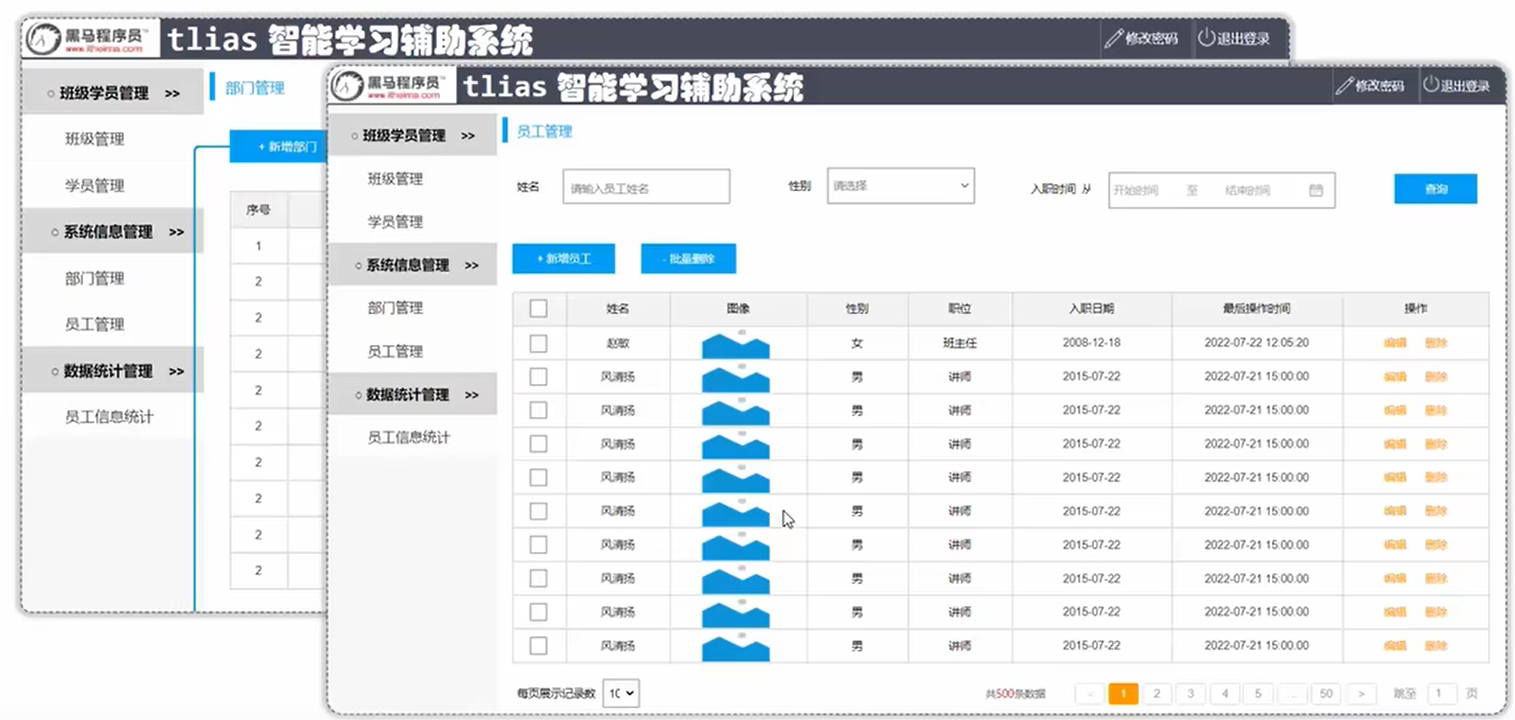 黑马程序员
www.itheima.com
tlias 智能学习辅助系统
修改密码 退出登录
班级学员管理 >>
班级管理
学员管理
系统信息管理 >>
部门管理
员工管理
数据统计管理 >>
员工信息统计
部门管理
+ 新增部门
序号
1
2
2
2
2
2
2
2
2
2
黑马程序员
www.itheima.com
tlias 智能学习辅助系统
修改密码 退出登录
班级学员管理 >>
班级管理
学员管理
系统信息管理 >>
部门管理
员工管理
数据统计管理 >>
员工信息统计
员工管理
姓名 请输入员工姓名 性别 请选择 入职时间 从 开始时间 至 结束时间 查询
+ 新增员工 - 批量删除
姓名 图像 性别 职位 入职日期 最后操作时间 操作
赵敏 女 班主任 2008-12-18 2022-07-22 12:05:20 编辑 删除
风清扬 男 讲师 2015-07-22 2022-07-21 15:00:00 编辑 删除
风清扬 男 讲师 2015-07-22 2022-07-21 15:00:00 编辑 删除
风清扬 男 讲师 2015-07-22 2022-07-21 15:00:00 编辑 删除
风清扬 男 讲师 2015-07-22 2022-07-21 15:00:00 编辑 删除
风清扬 男 讲师 2015-07-22 2022-07-21 15:00:00 编辑 删除
风清扬 男 讲师 2015-07-22 2022-07-21 15:00:00 编辑 删除
风清扬 男 讲师 2015-07-22 2022-07-21 15:00:00 编辑 删除
风清扬 男 讲师 2015-07-22 2022-07-21 15:00:00 编辑 删除
风清扬 男 讲师 2015-07-22 2022-07-21 15:00:00 编辑 删除
每页展示记录数 10 共500条数据 < 1 2 3 4 5 ... 50 > 跳至 1 页